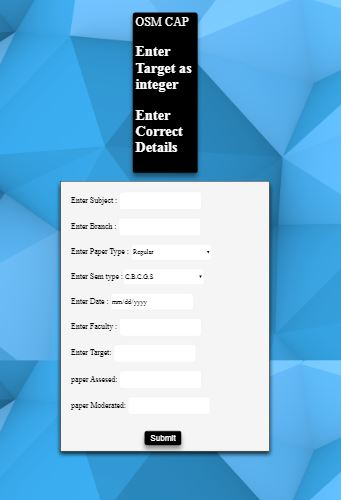 OSM CAP
Enter
Target as
integer
Enter
Correct
Details
Enter Subject :
Enter Branch :
Enter Paper Type : Regular
Enter Sem type : C.B.C.G.S
Enter Date : mm/dd/yyyy
Enter Faculty :
Enter Target:
paper Assesed:
paper Moderated:
Submit